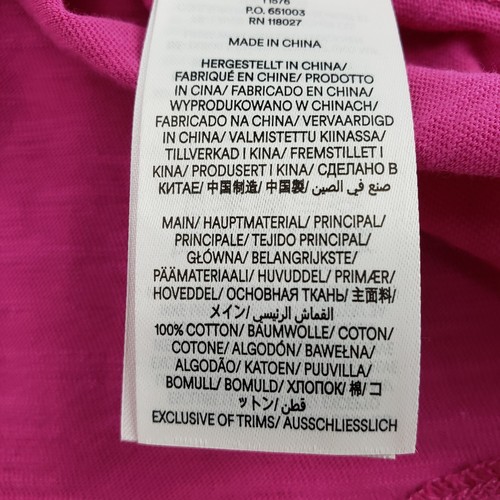 P.O. 651003
RN 118027
MADE IN CHINA
HERGESTELLT IN CHINA/
FABRIQUÉ EN CHINE/ PRODOTTO
IN CINA/ FABRICADO EN CHINA/
WYPRODUKOWANO W CHINACH/
FABRICADO NA CHINA/ VERVAARDIGD
IN CHINA/ VALMISTETTU KIINASSA/
TILLVERKAD I KINA/ FREMSTILLET I
KINA/ PRODUSERT I KINA/ СДЕЛАНО В
КИТАЕ/ 中国制造/ 中国製/ صنع في الصين
MAIN/ HAUPTMATERIAL/ PRINCIPAL/
PRINCIPALE/ TEJIDO PRINCIPAL/
GŁÓWNA/ BELANGRIJKSTE/
PÄÄMATERIAALI/ HUVUDDEL/ PRIMÆR/
HOVEDDEL/ ОСНОВНАЯ ТКАНЬ/ 主面料/
メイン/ القماش الرئيسي/
100% COTTON/ BAUMWOLLE/ COTON/
COTONE/ ALGODÓN/ BAWEŁNA/
ALGODÃO/ KATOEN/ PUUVILLA/
BOMULL/ BOMULD/ ХЛОПОК/ 棉/ コ
ットン/ قطن
EXCLUSIVE OF TRIMS/ AUSSCHLIESSLICH